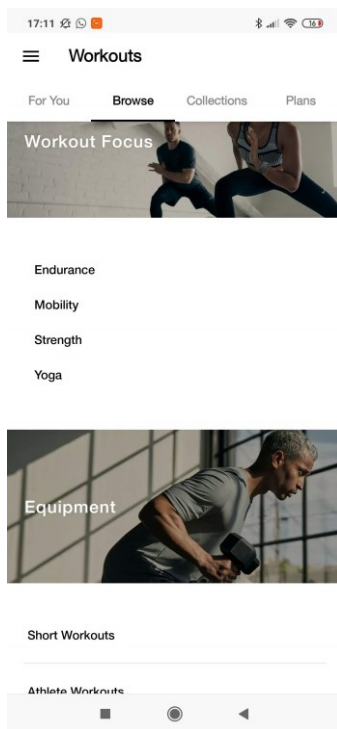 17:11
16
Workouts
For You Browse Collections Plans
Workout Focus
Endurance
Mobility
Strength
Yoga
Equipment
Short Workouts
Athlete Workouts